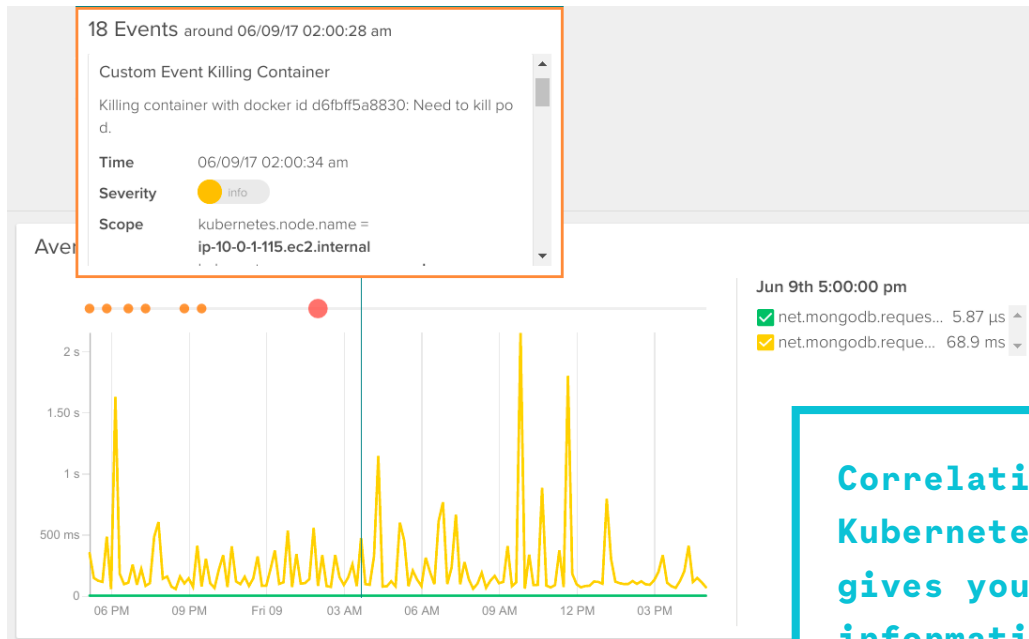 18 Events around 06/09/17 02:00:28 am
Custom Event Killing Container
Killing container with docker id d6fbff5a8830: Need to kill po
d.
Time 06/09/17 02:00:34 am
Severity info
Scope kubernetes.node.name =
ip-10-0-1-115.ec2.internal
Aver
Jun 9th 5:00:00 pm
net.mongodb.reques... 5.87 µs
net.mongodb.reque... 68.9 ms
2 s
1.50 s
1 s
500 ms
0
06 PM 09 PM Fri 09 03 AM 06 AM 09 AM 12 PM 03 PM
Correlati
Kubernete
gives you
informati